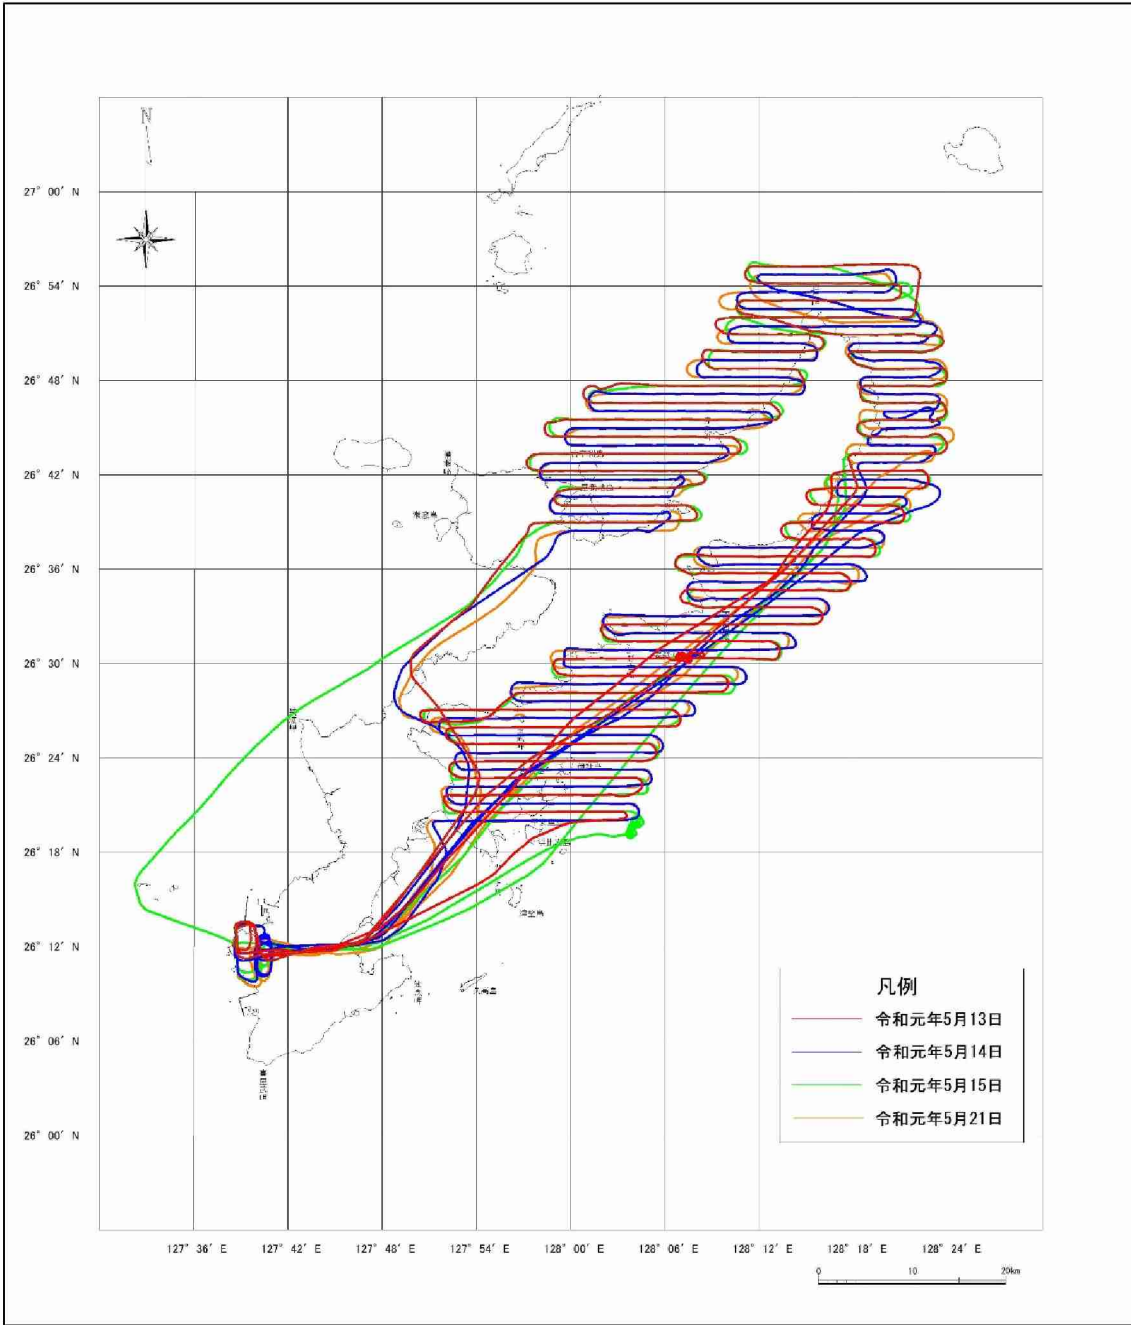 N
27° 00′ N
26° 54′ N
26° 48′ N
26° 42′ N
26° 36′ N
26° 30′ N
26° 24′ N
26° 18′ N
26° 12′ N
26° 06′ N
26° 00′ N
凡例
令和元年5月13日
令和元年5月14日
令和元年5月15日
令和元年5月21日
127° 36′ E
127° 42′ E
127° 48′ E
127° 54′ E
128° 00′ E
128° 06′ E
128° 12′ E
128° 18′ E
128° 24′ E
0
10
20km